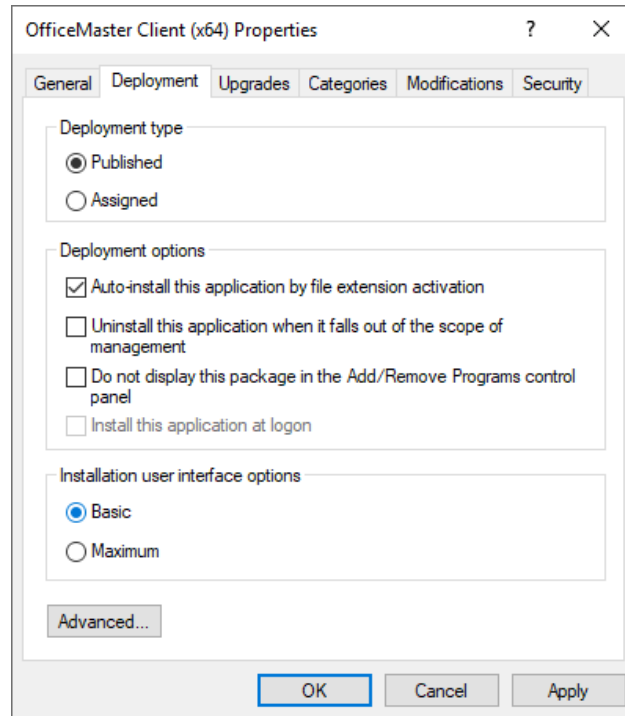 OfficeMaster Client (x64) Properties
General Deployment Upgrades Categories Modifications Security
Deployment type
Published
Assigned
Deployment options
Auto-install this application by file extension activation
Uninstall this application when it falls out of the scope of
management
Do not display this package in the Add/Remove Programs control
panel
Install this application at logon
Installation user interface options
Basic
Maximum
Advanced...
OK Cancel Apply